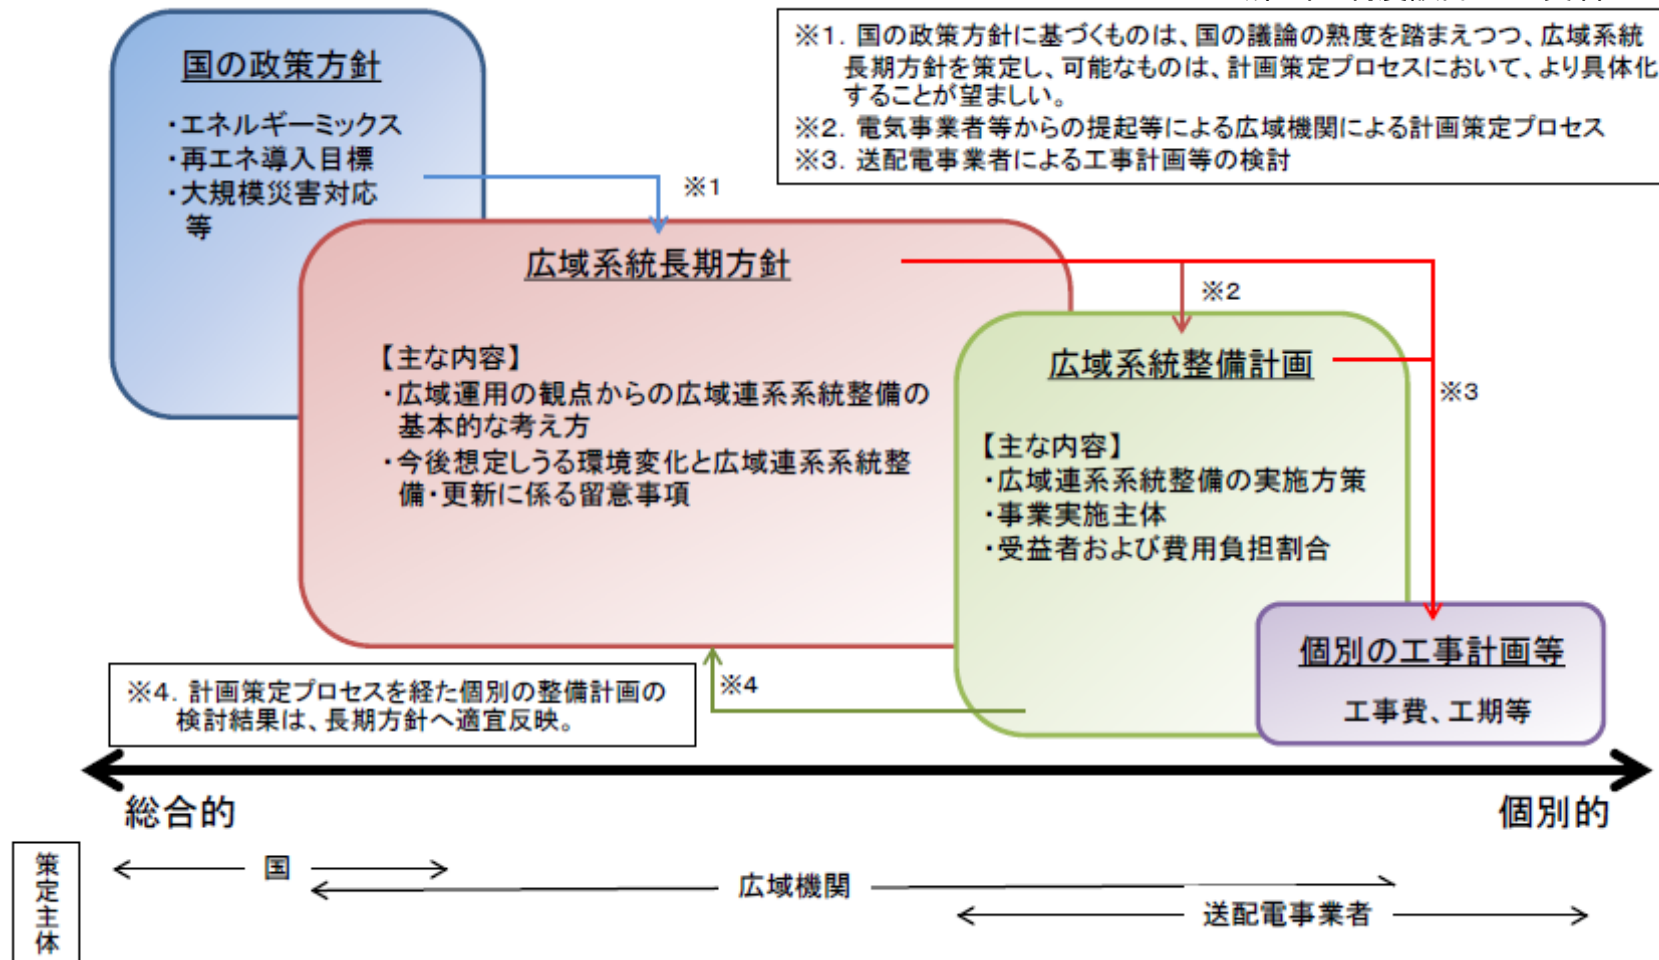 ※1. 国の政策方針に基づくものは、国の議論の熟度を踏まえつつ、広域系統
長期方針を策定し、可能なものは、計画策定プロセスにおいて、より具体化
することが望ましい。
※2. 電気事業者等からの提起等による広域機関による計画策定プロセス
※3. 送配電事業者による工事計画等の検討
国の政策方針
・エネルギーミックス
・再エネ導入目標
・大規模災害対応
等
※1
広域系統長期方針
【主な内容】
・広域運用の観点からの広域連系系統整備の
基本的な考え方
・今後想定しうる環境変化と広域連系系統整
備・更新に係る留意事項
※2
広域系統整備計画
【主な内容】
・広域連系系統整備の実施方策
・事業実施主体
・受益者および費用負担割合
※3
個別の工事計画等
工事費、工期等
※4
※4. 計画策定プロセスを経た個別の整備計画の
検討結果は、長期方針へ適宜反映。
総合的
個別的
策定主体
国
広域機関
送配電事業者